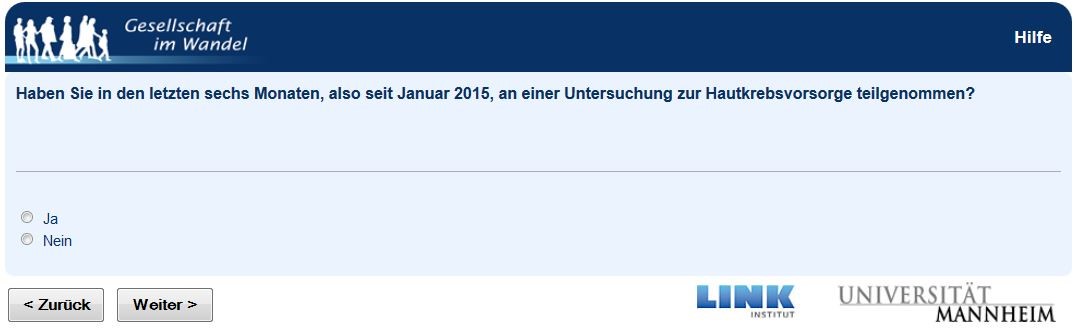 Gesellschaft
im Wandel
Hilfe
Haben Sie in den letzten sechs Monaten, also seit Januar 2015, an einer Untersuchung zur Hautkrebsvorsorge teilgenommen?
Ja
Nein
< Zurück
Weiter >
LINK
INSTITUT
UNIVERSITÄT
MANNHEIM